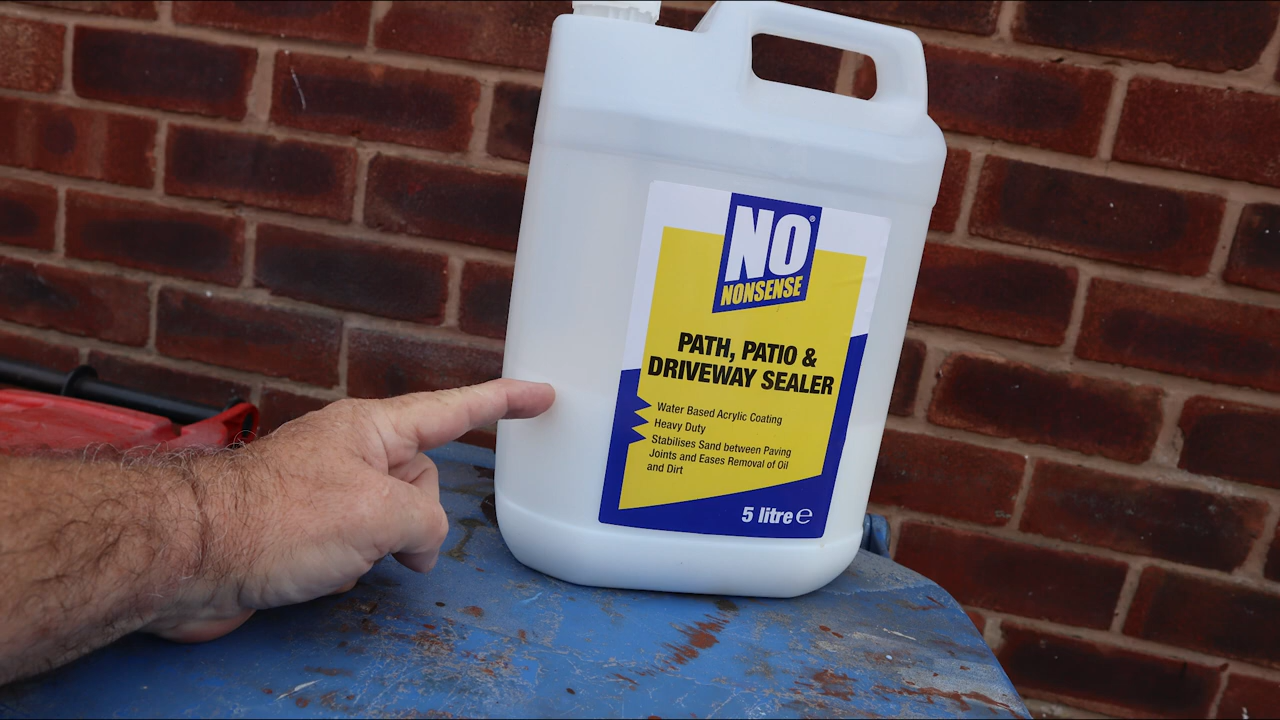 NO®
NONSENSE
PATH, PATIO &
DRIVEWAY SEALER
Water Based Acrylic Coating
Heavy Duty
Stabilises Sand between Paving
Joints and Eases Removal of Oil
and Dirt
5 litre ℮